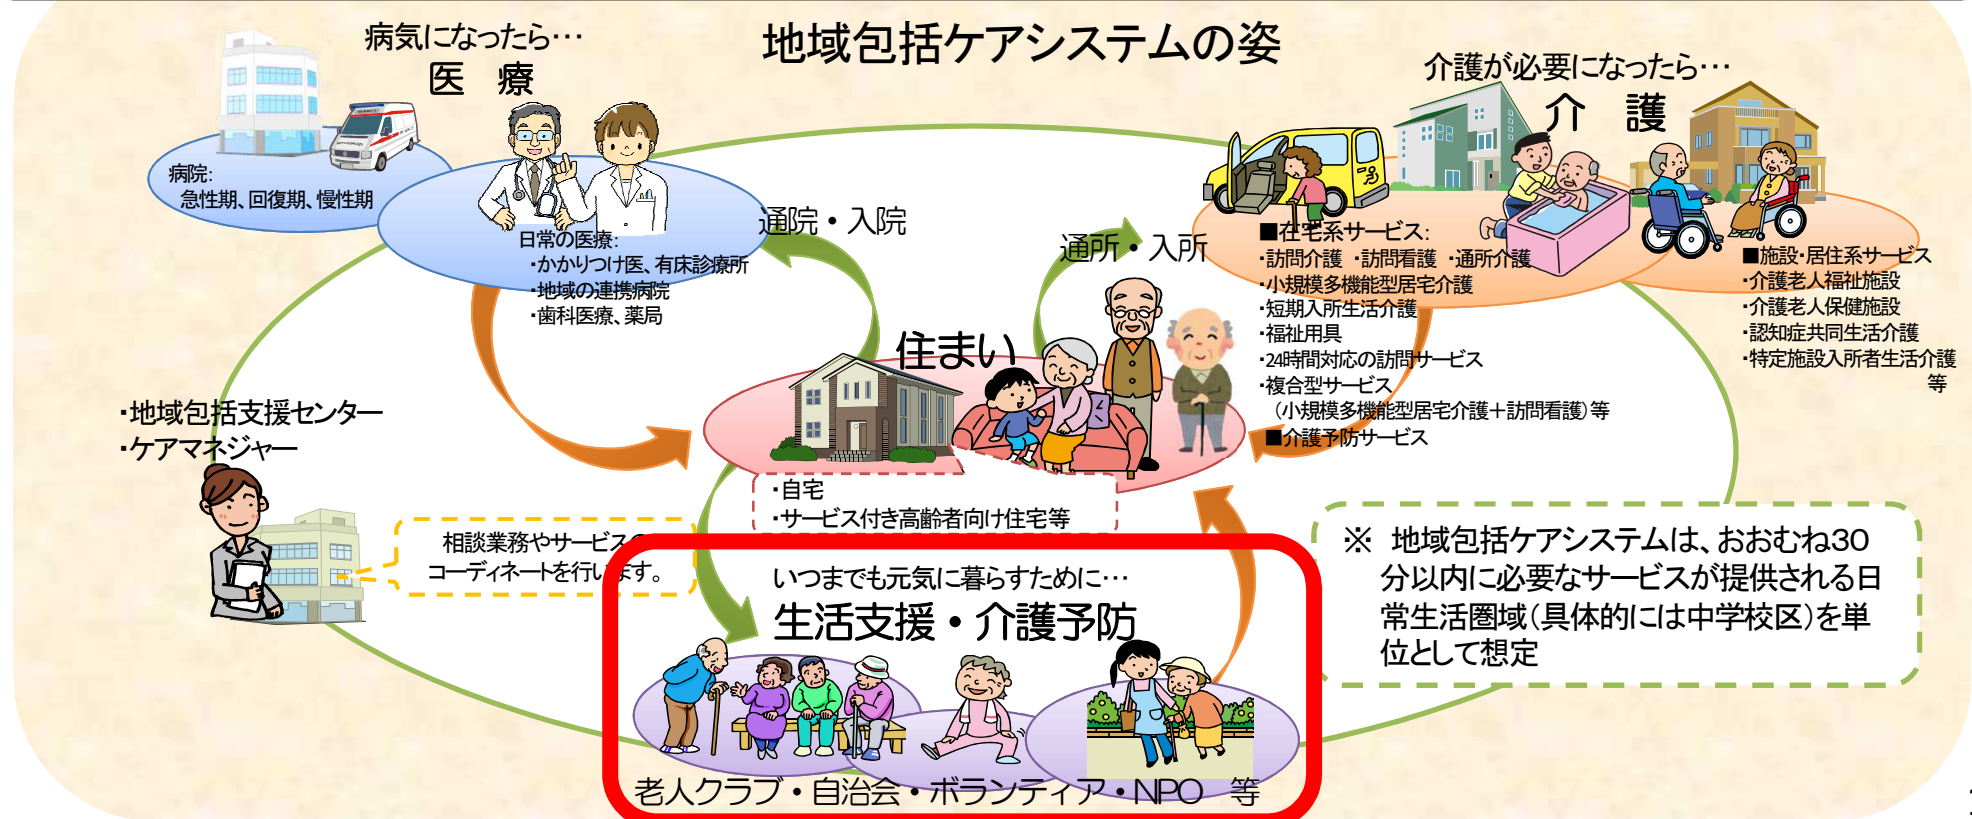 地域包括ケアシステムの姿
病気になったら…
医　療
病院:
急性期、回復期、慢性期
日常の医療:
・かかりつけ医、有床診療所
・地域の連携病院
・歯科医療、薬局
通院・入院
通所・入所
介護が必要になったら…
介　護
■在宅系サービス:
・訪問介護 ・訪問看護 ・通所介護
・小規模多機能型居宅介護
・短期入所生活介護
・福祉用具
・24時間対応の訪問サービス
・複合型サービス
（小規模多機能型居宅介護＋訪問看護）等
■介護予防サービス
■施設・居住系サービス
・介護老人福祉施設
・介護老人保健施設
・認知症共同生活介護
・特定施設入所者生活介護
等
住まい
・自宅
・サービス付き高齢者向け住宅等
・地域包括支援センター
・ケアマネジャー
相談業務やサービスの
コーディネートを行います。
いつまでも元気に暮らすために…
生活支援・介護予防
老人クラブ・自治会・ボランティア・NPO　等
※　地域包括ケアシステムは、おおむね30
分以内に必要なサービスが提供される日
常生活圏域（具体的には中学校区）を単
位として想定